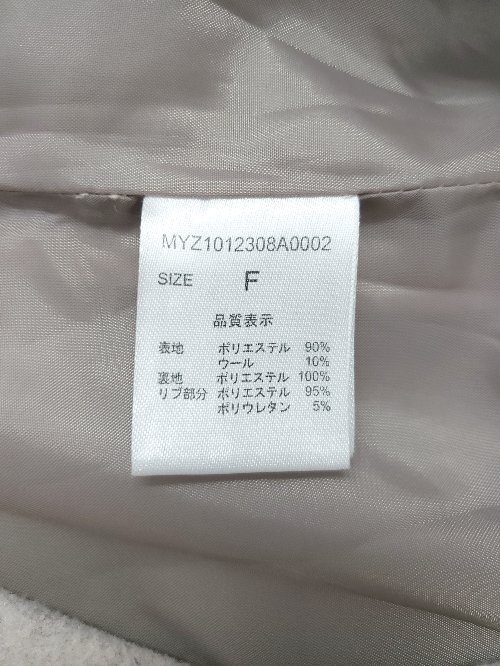 MYZ1012308A0002
SIZE F
品質表示
表地 ポリエステル 90%
ウール 10%
裏地 ポリエステル 100%
リブ部分 ポリエステル 95%
ポリウレタン 5%